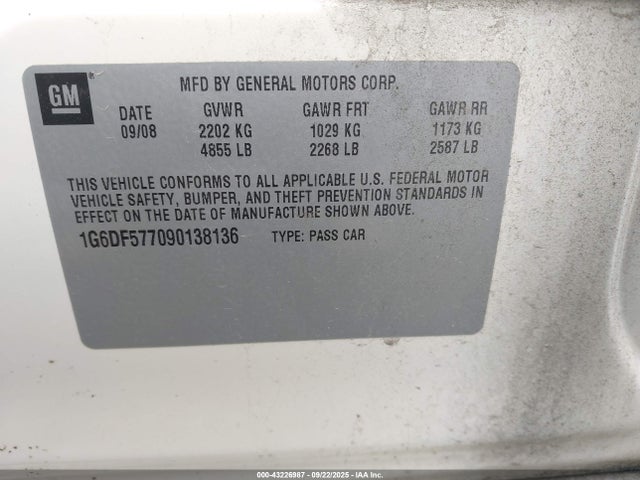 GM
MFD BY GENERAL MOTORS CORP.
DATE GVWR GAWR FRT GAWR RR
09/08 2202 KG 1029 KG 1173 KG
4855 LB 2268 LB 2587 LB
THIS VEHICLE CONFORMS TO ALL APPLICABLE U.S. FEDERAL MOTOR
VEHICLE SAFETY, BUMPER, AND THEFT PREVENTION STANDARDS IN
EFFECT ON THE DATE OF MANUFACTURE SHOWN ABOVE.
1G6DF577090138136 TYPE: PASS CAR
000-43226987 - 09/22/2025 - IAA Inc.